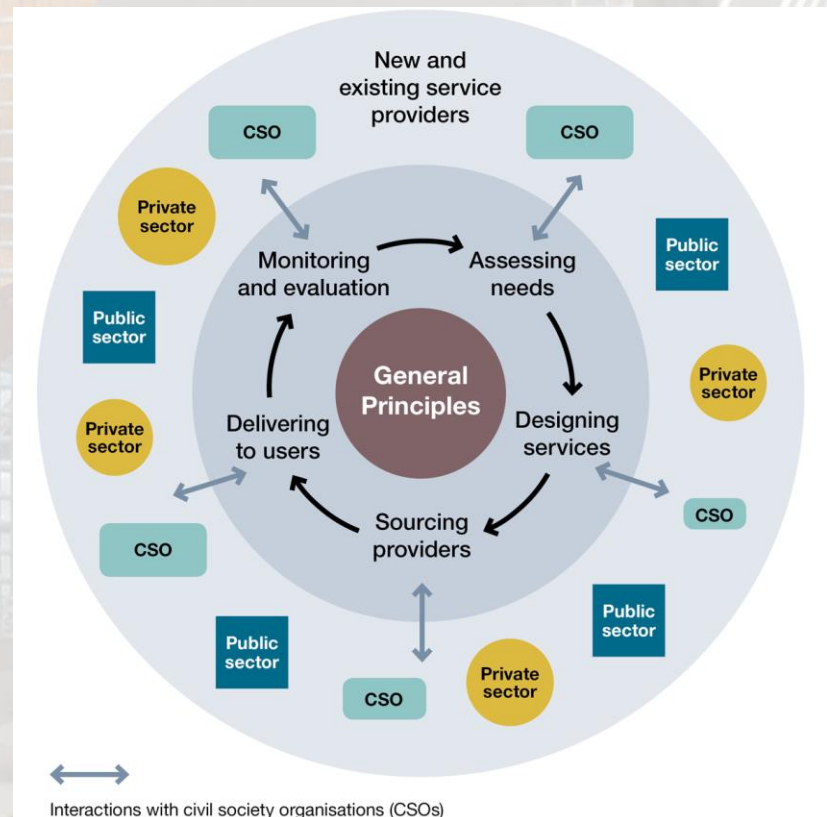 New and
existing service
providers
CSO
CSO
Private
sector
Public
sector
Monitoring
and evaluation
Assessing
needs
Public
sector
General
Principles
Private
sector
Private
sector
Delivering
to users
Designing
services
CSO
Sourcing
providers
CSO
Public
sector
Public
sector
Private
sector
CSO
Interactions with civil society organisations (CSOs)